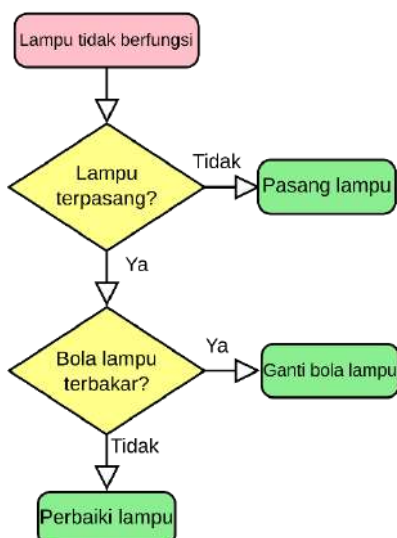 Lampu tidak berfungsi
Lampu
terpasang?
Tidak
Pasang lampu
Ya
Bola lampu
terbakar?
Ya
Ganti bola lampu
Tidak
Perbaiki lampu